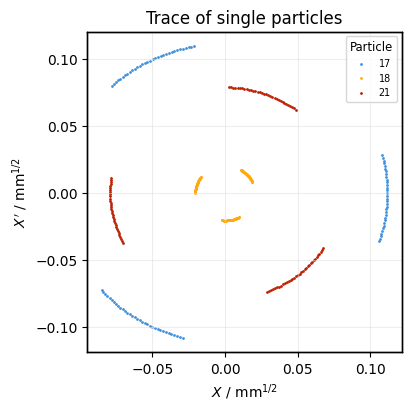 Trace of single particles
Particle
17
18
21
0.10
0.05
0.00
−0.05
−0.10
X′ / mm^{1/2}
−0.05 0.00 0.05 0.10
X / mm^{1/2}